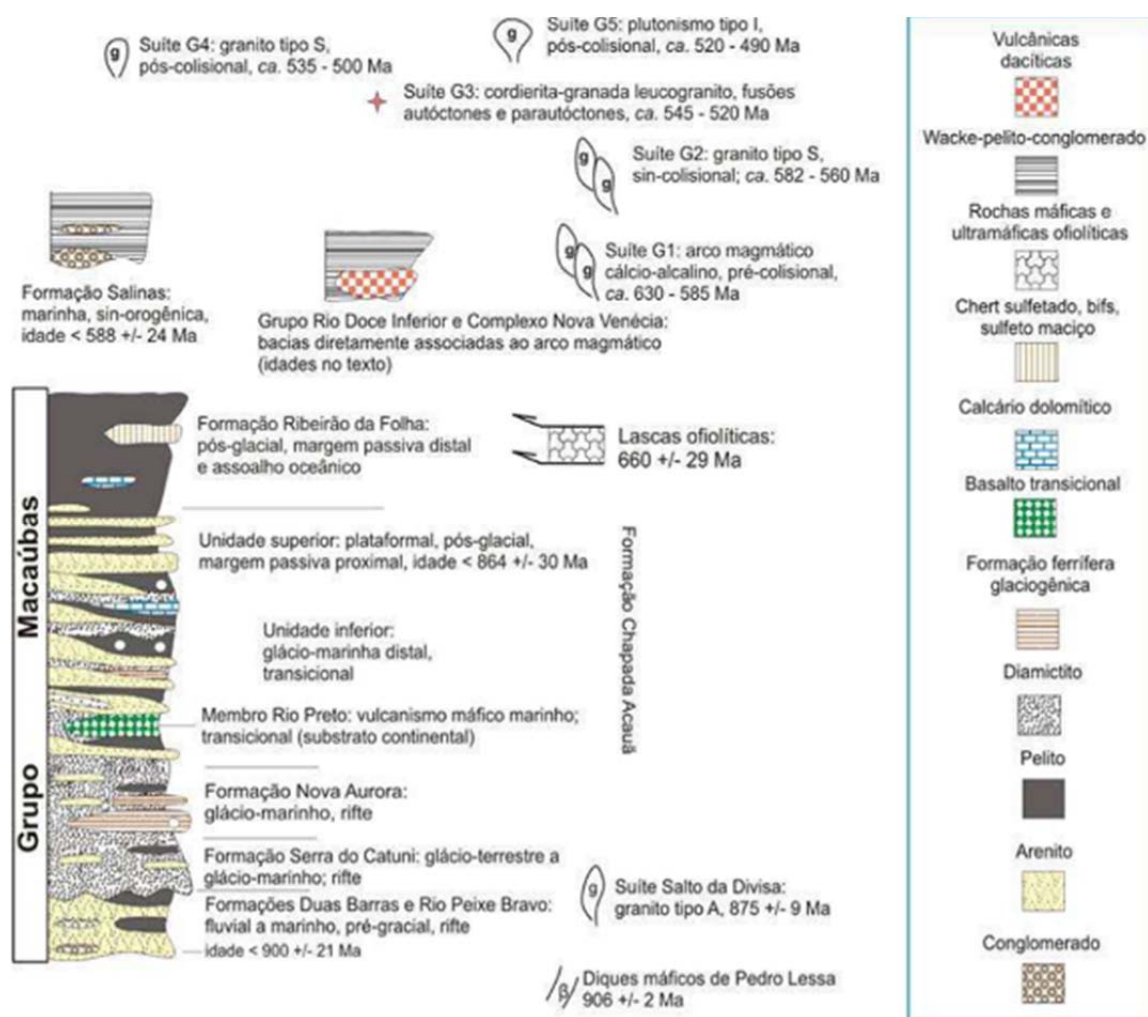 Suíte G4: granito tipo S,
pós-colisional, ca. 535 - 500 Ma
g
Suíte G5: plutonismo tipo I,
pós-colisional, ca. 520 - 490 Ma
g
Suíte G3: cordierita-granada leucogranito, fusões
autóctones e parautóctones, ca. 545 - 520 Ma
g
g
Suíte G2: granito tipo S,
sin-colisional; ca. 582 - 560 Ma
g
g
Suíte G1: arco magmático
cálcio-alcalino, pré-colisional,
ca. 630 - 585 Ma
Formação Salinas:
marinha, sin-orogênica,
idade < 588 +/- 24 Ma
Grupo Rio Doce Inferior e Complexo Nova Venécia:
bacias diretamente associadas ao arco magmático
(idades no texto)
Grupo Macaúbas
Formação Ribeirão da Folha:
pós-glacial, margem passiva distal
e assoalho oceânico
Lascas ofiolíticas:
660 +/- 29 Ma
Unidade superior: plataformal, pós-glacial,
margem passiva proximal, idade < 864 +/- 30 Ma
Unidade inferior:
glácio-marinha distal,
transicional
Membro Rio Preto: vulcanismo máfico marinho;
transicional (substrato continental)
Formação Chapada Acauã
Formação Nova Aurora:
glácio-marinho, rifte
Formação Serra do Catuni: glácio-terrestre a
glácio-marinho; rifte
Formações Duas Barras e Rio Peixe Bravo:
fluvial a marinho, pré-gracial, rifte
idade < 900 +/- 21 Ma
g
Suíte Salto da Divisa:
granito tipo A, 875 +/- 9 Ma
β
Diques máficos de Pedro Lessa
906 +/- 2 Ma
Vulcânicas
dacíticas
Wacke-pelito-conglomerado
Rochas máficas e
ultramáficas ofiolíticas
Chert sulfetado, bifs,
sulfeto maciço
Calcário dolomítico
Basalto transicional
Formação ferrífera
glaciogênica
Diamictito
Pelito
Arenito
Conglomerado